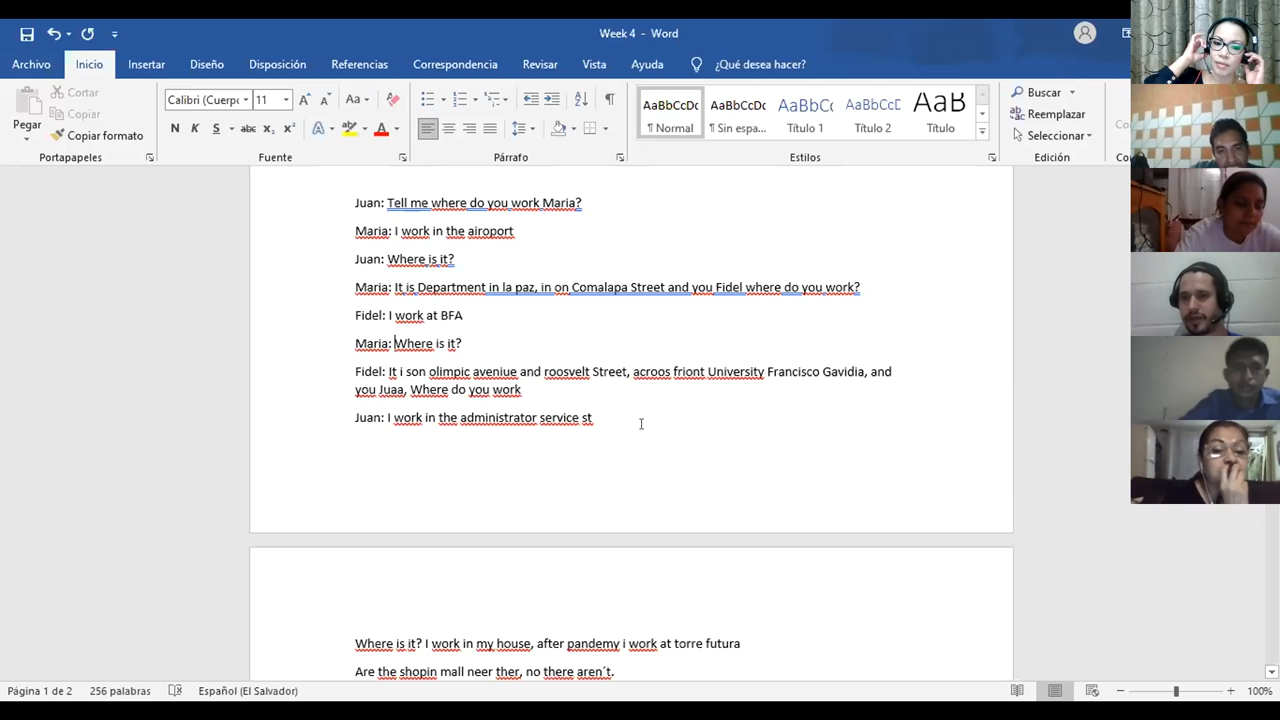 Week 4 - Word
Archivo Inicio Insertar Diseño Disposición Referencias Correspondencia Revisar Vista Ayuda ¿Qué desea hacer?
Pegar
Cortar
Copiar
Copiar formato
Portapapeles
Calibri (Cuerpo 11
Aa
N K S abc x₂ x²
Fuente
Párrafo
AaBbCcDc AaBbCcDc AaBbCc AaBbCcD AaB
¶ Normal ¶ Sin espa... Título 1 Título 2 Título
Estilos
Buscar
Reemplazar
Seleccionar
Edición
Juan: Tell me where do you work Maria?
Maria: I work in the airoport
Juan: Where is it?
Maria: It is Department in la paz, in on Comalapa Street and you Fidel where do you work?
Fidel: I work at BFA
Maria: Where is it?
Fidel: It i son olimpic aveniue and roosvelt Street, acroos friont University Francisco Gavidia, and
you Juaa, Where do you work
Juan: I work in the administrator service st
Where is it? I work in my house, after pandemy i work at torre futura
Are the shopin mall neer ther, no there aren´t.
Página 1 de 2 256 palabras Español (El Salvador) 100%